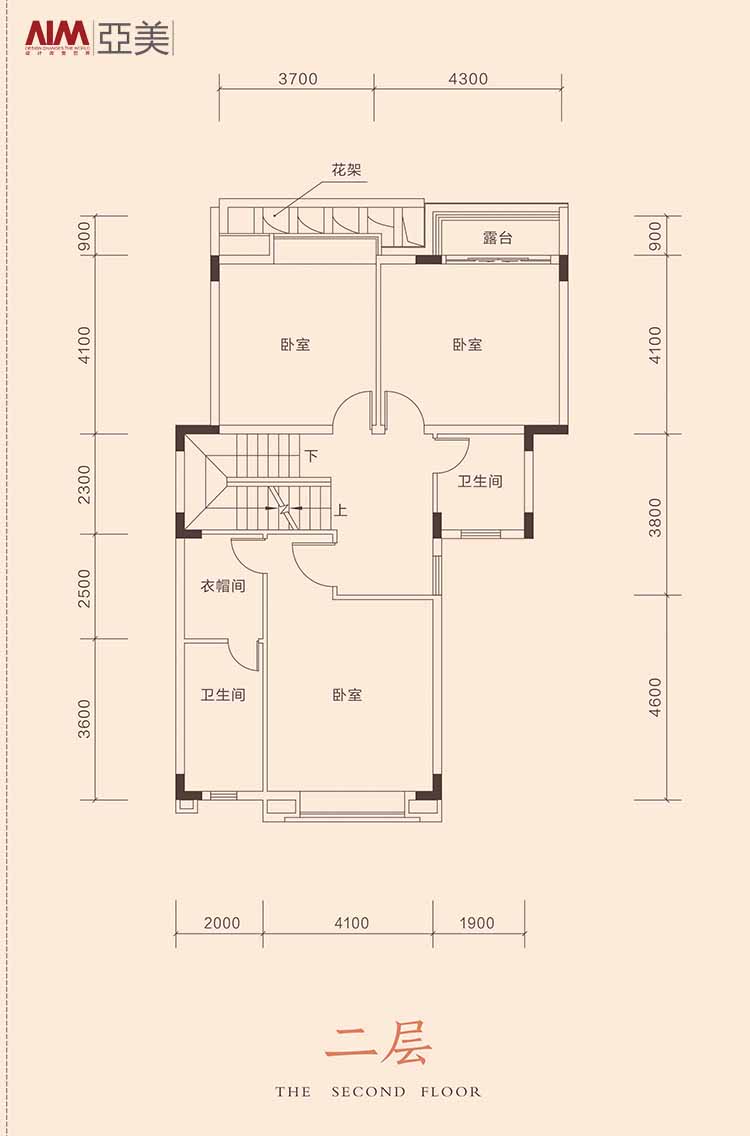 AIM
DESIGN CHANGES THE WORLD
设计改变世界
亞美
3700 4300
花架
900 露台 900
4100 卧室 卧室 4100
2300 下 卫生间 3800
上
2500 衣帽间
3600 卫生间 卧室 4600
2000 4100 1900
二层
THE SECOND FLOOR